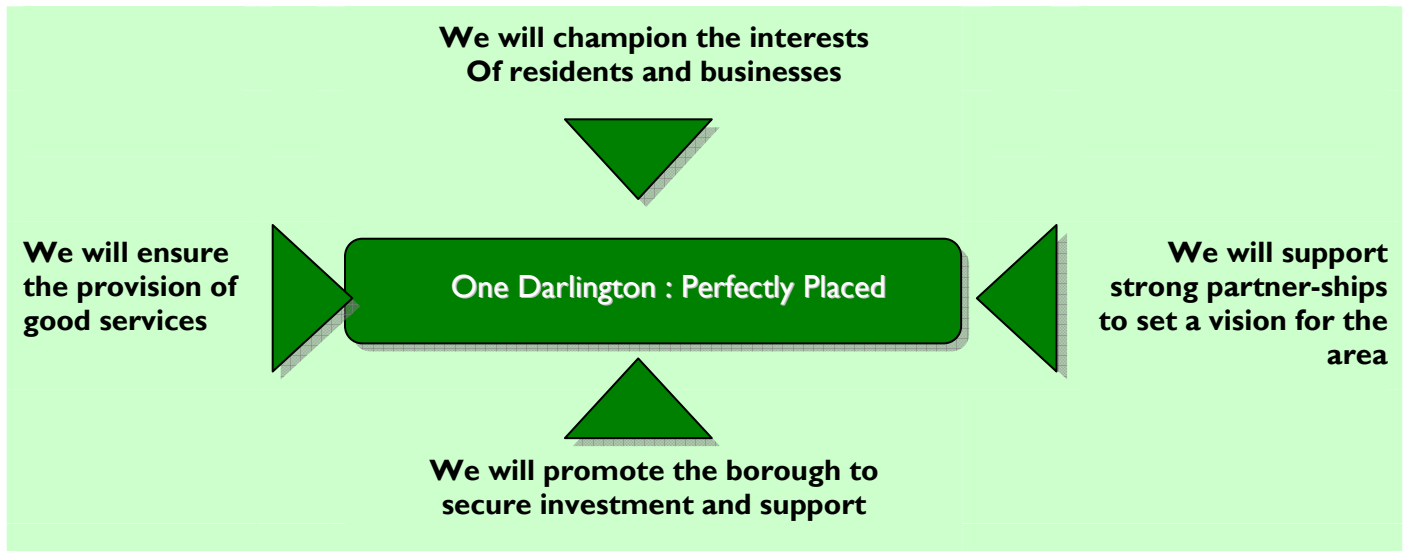 We will champion the interests
Of residents and businesses
We will ensure
the provision of
good services
One Darlington : Perfectly Placed
We will support
strong partner-ships
to set a vision for the
area
We will promote the borough to
secure investment and support